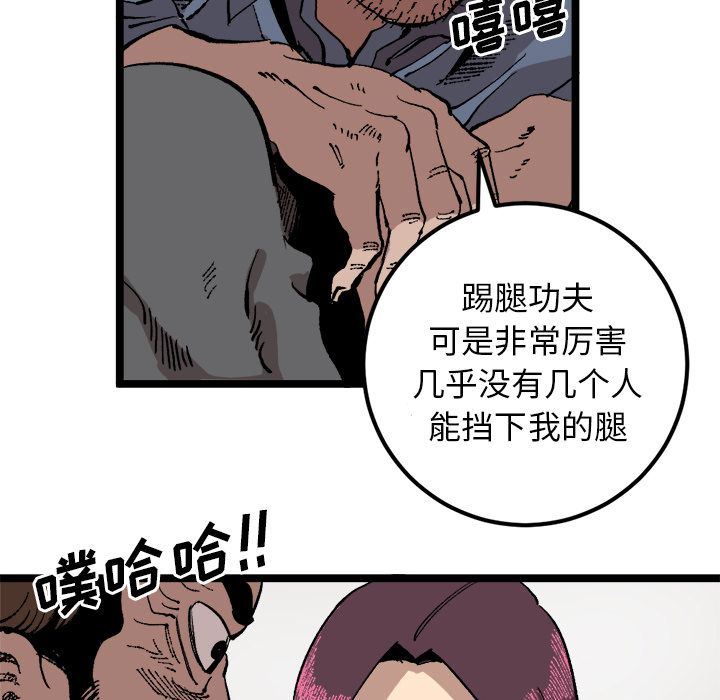 嘻嘻
踢腿功夫
可是非常厉害
几乎没有几个人
能挡下我的腿
噗哈哈!!